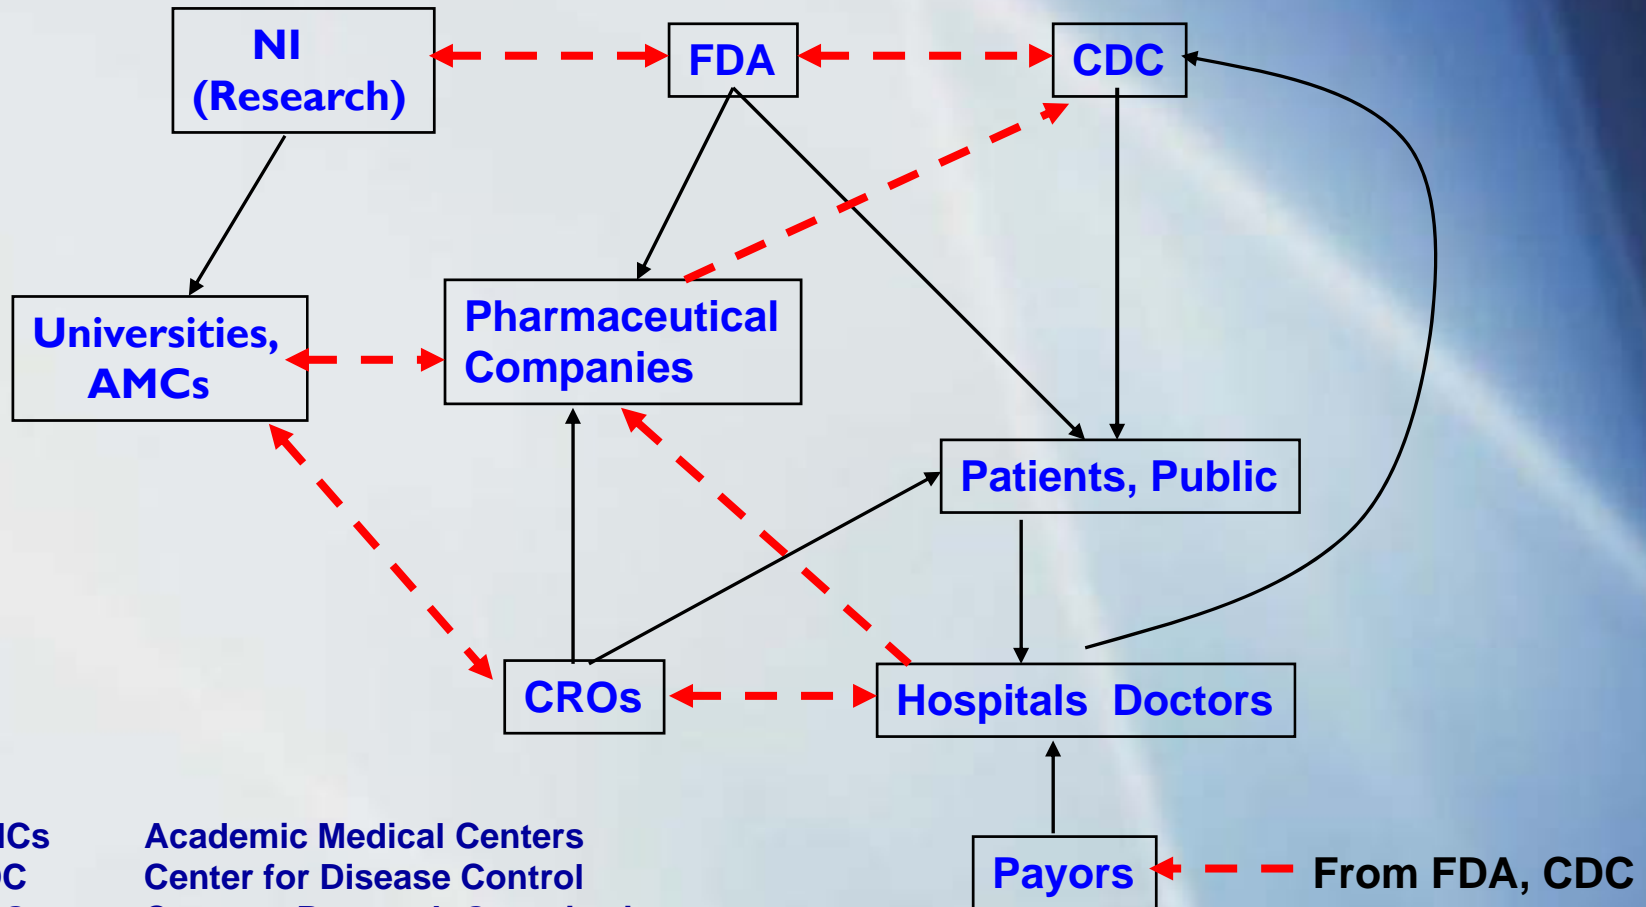 NI
(Research)
FDA
CDC
Universities,
AMCs
Pharmaceutical
Companies
Patients, Public
CROs
Hospitals Doctors
Academic Medical Centers
Center for Disease Control
Payors
From FDA, CDC